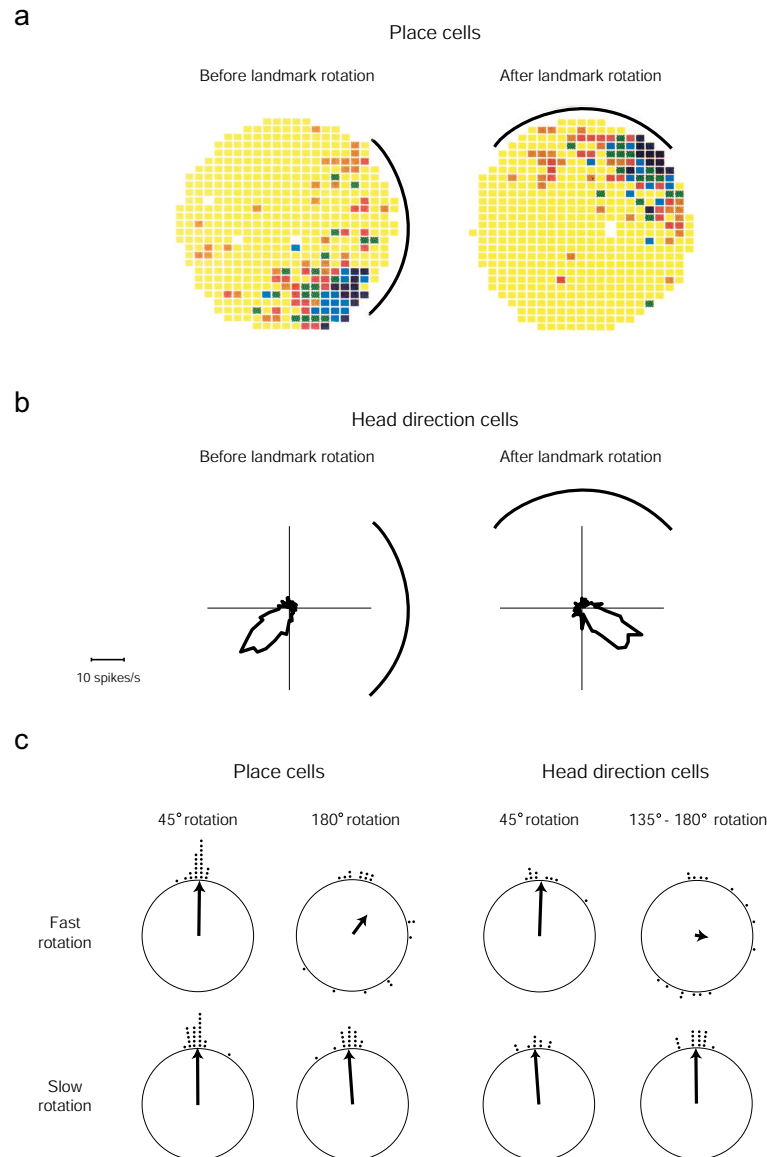 a
Place cells
Before landmark rotation
After landmark rotation
b
Head direction cells
Before landmark rotation
After landmark rotation
10 spikes/s
c
Place cells
Head direction cells
45° rotation
180° rotation
45° rotation
135° - 180° rotation
Fast
rotation
Slow
rotation